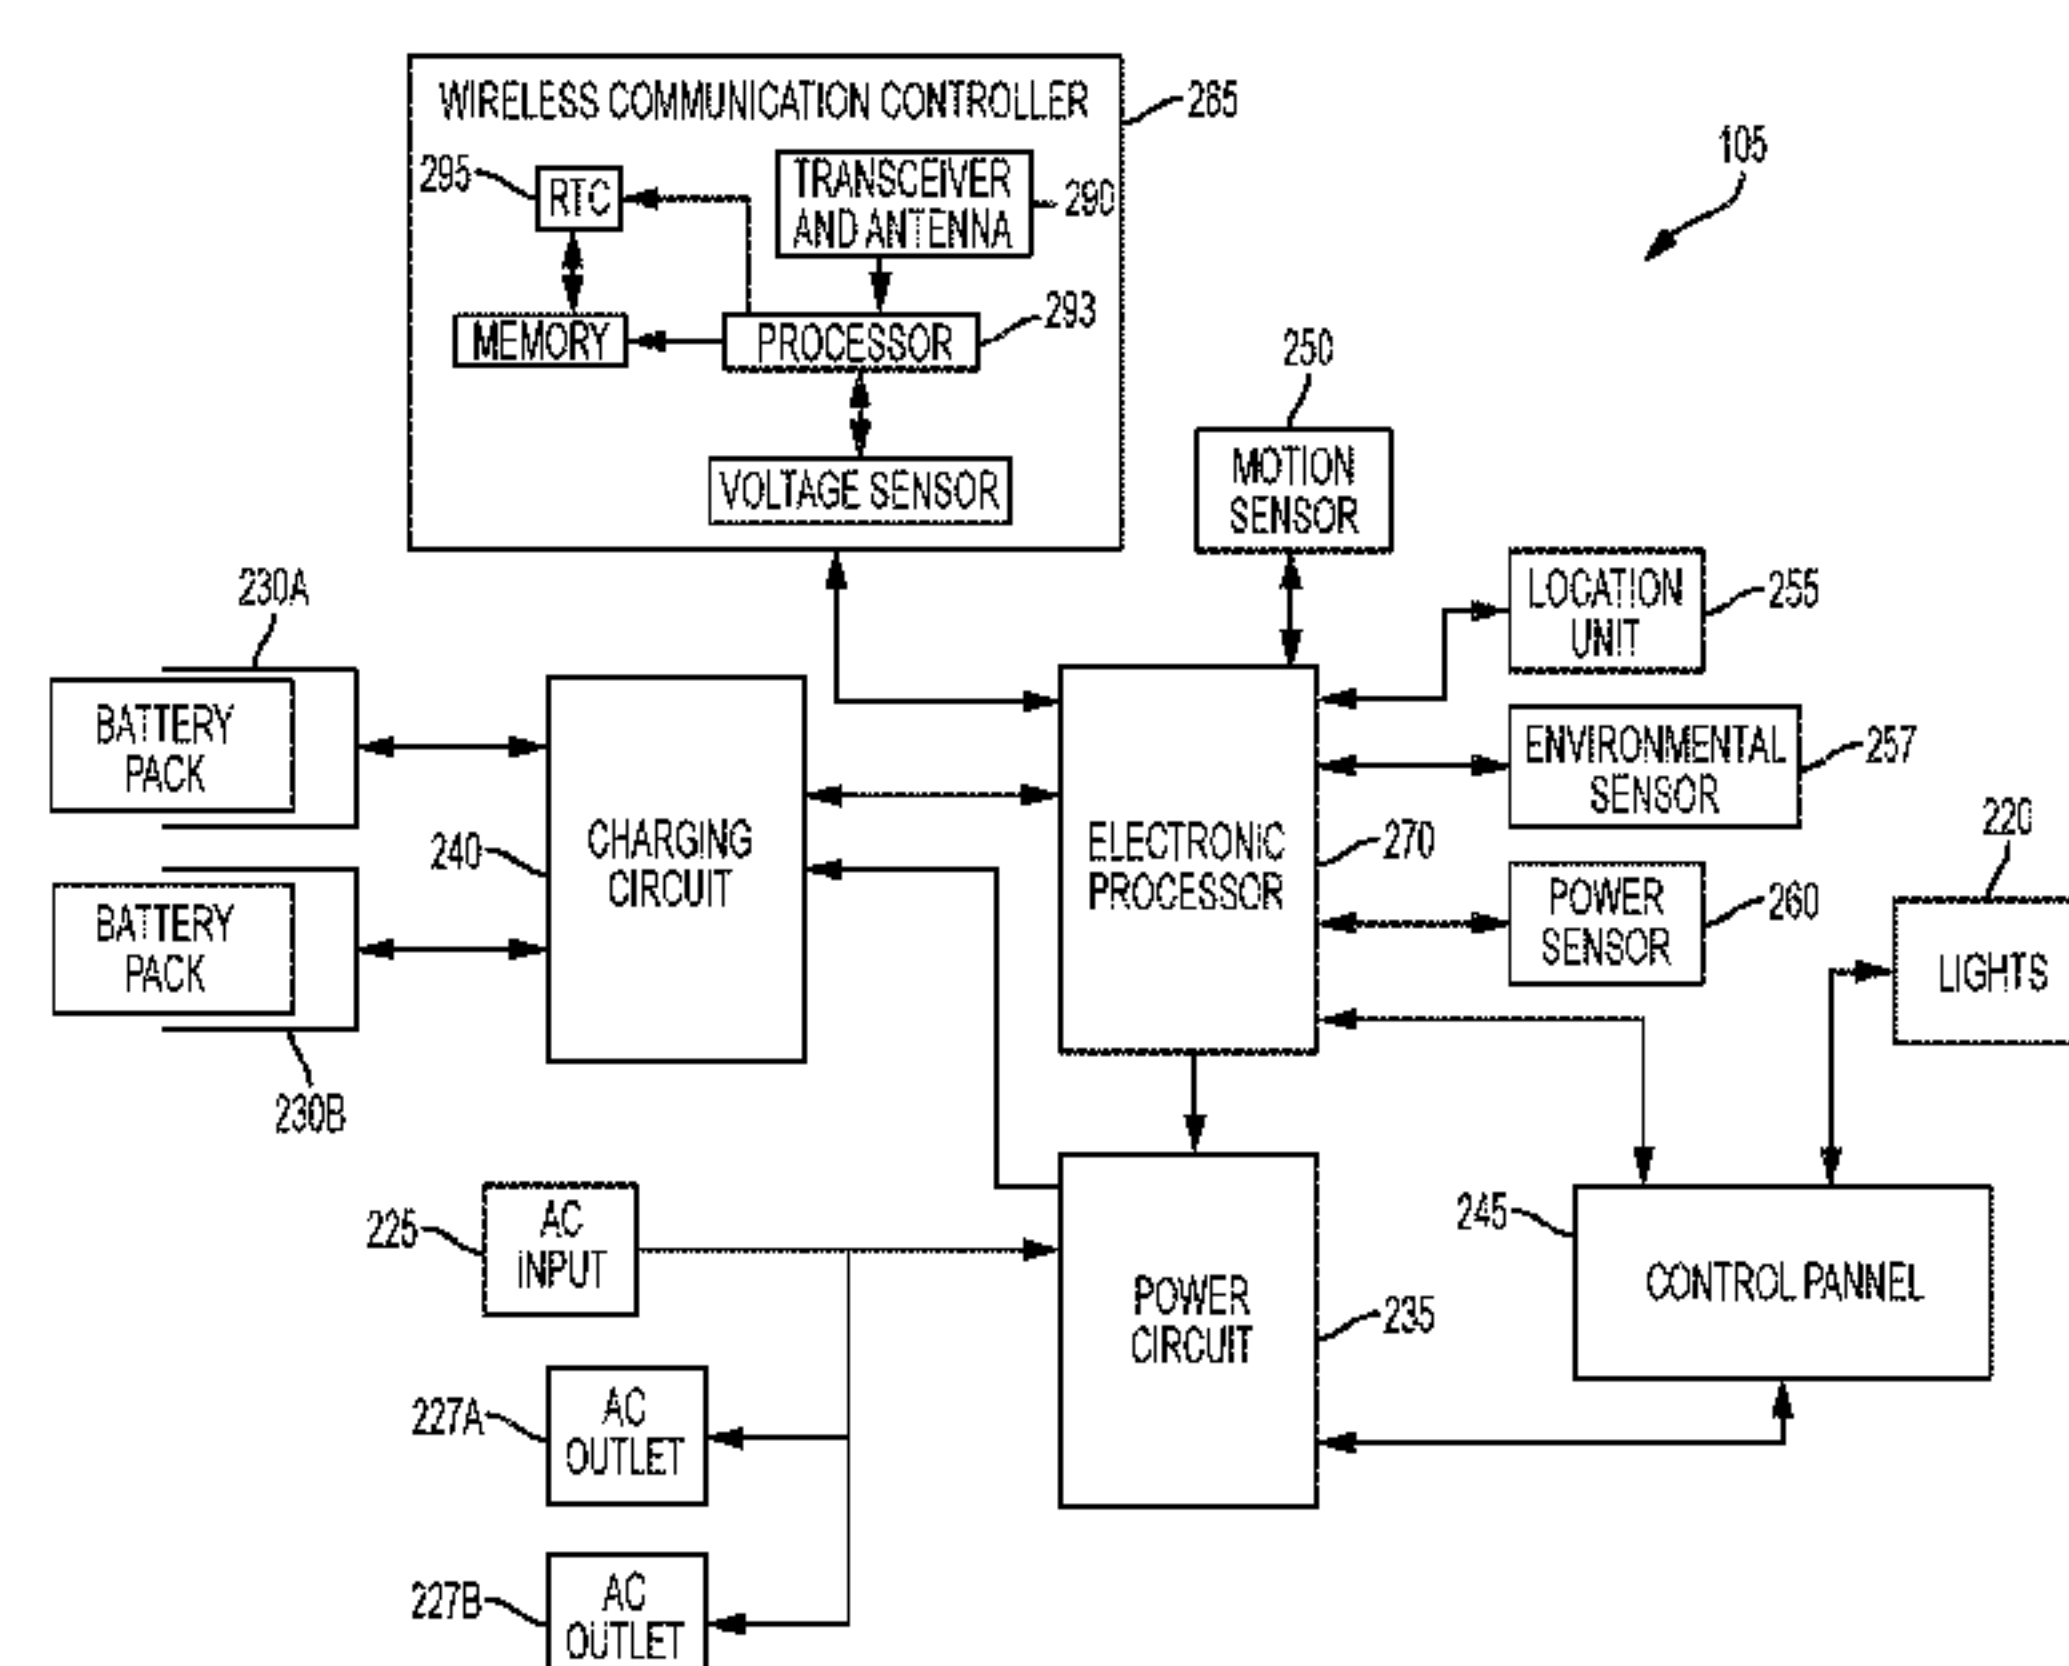 WIRELESS COMMUNICATION CONTROLLER
285
105
295
RTC
TRANSCEIVER
AND ANTENNA
290
MEMORY
PROCESSOR
293
VOLTAGE SENSOR
250
MOTION
SENSOR
LOCATION
UNIT
255
230A
BATTERY
PACK
ENVIRONMENTAL
SENSOR
257
240
CHARGING
CIRCUIT
ELECTRONIC
PROCESSOR
270
220
BATTERY
PACK
POWER
SENSOR
260
LIGHTS
230B
225
AC
INPUT
245
CONTROL PANNEL
POWER
CIRCUIT
235
227A
AC
OUTLET
227B
AC
OUTLET